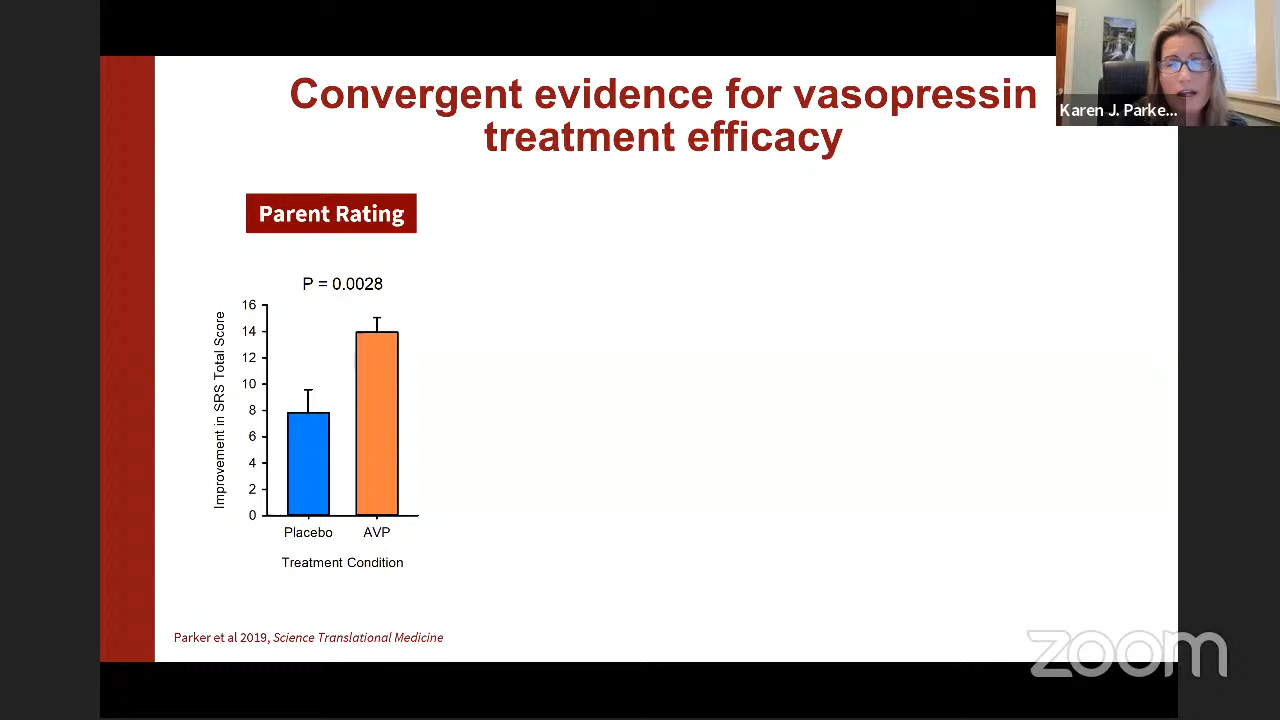 Convergent evidence for vasopressin
treatment efficacy
Karen J. Parke...
Parent Rating
P = 0.0028
Improvement in SRS Total Score
16
14
12
10
8
6
4
2
0
Placebo
AVP
Treatment Condition
Parker et al 2019, Science Translational Medicine
zoom